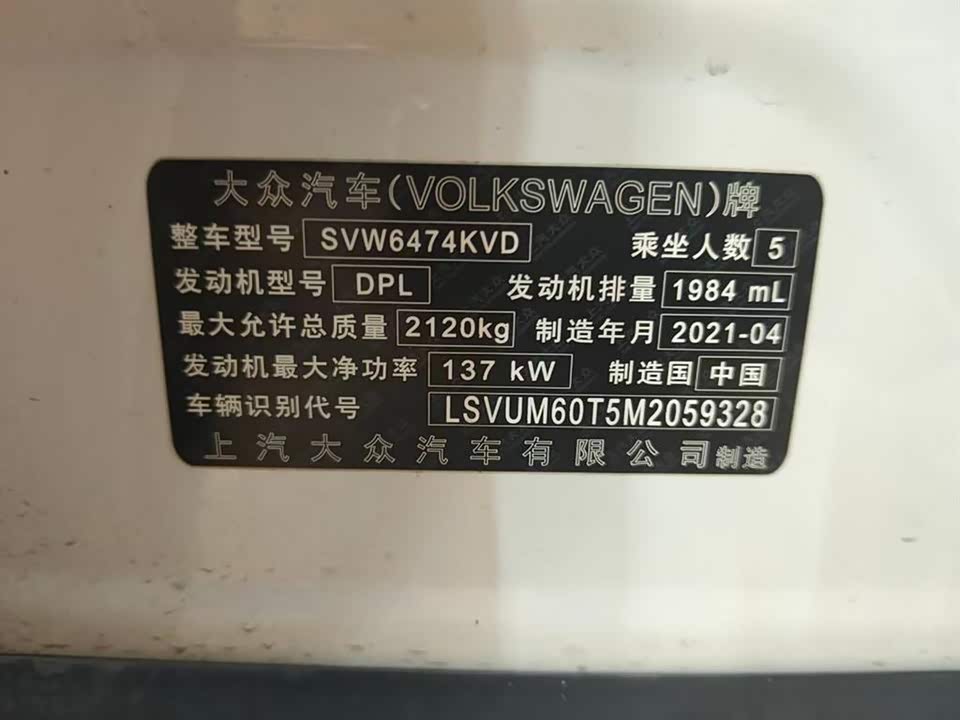 大众汽车(VOLKSWAGEN)牌
整车型号 SVW6474KVD 乘坐人数 5
发动机型号 DPL 发动机排量 1984 mL
最大允许总质量 2120kg 制造年月 2021-04
发动机最大净功率 137 kW 制造国 中国
车辆识别代号 LSVUM60T5M2059328
上汽大众汽车有限公司制造